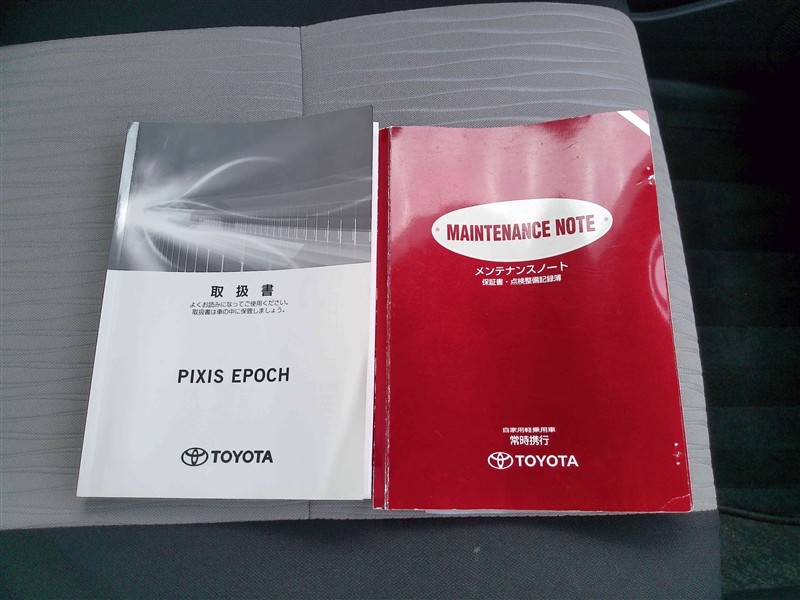 取扱書
よくお読みになってご使用ください。
取扱書は車の中に保管しましょう。
PIXIS EPOCH
TOYOTA
MAINTENANCE NOTE
メンテナンスノート
保証書・点検整備記録簿
自家用軽乗用車
常時携行
TOYOTA